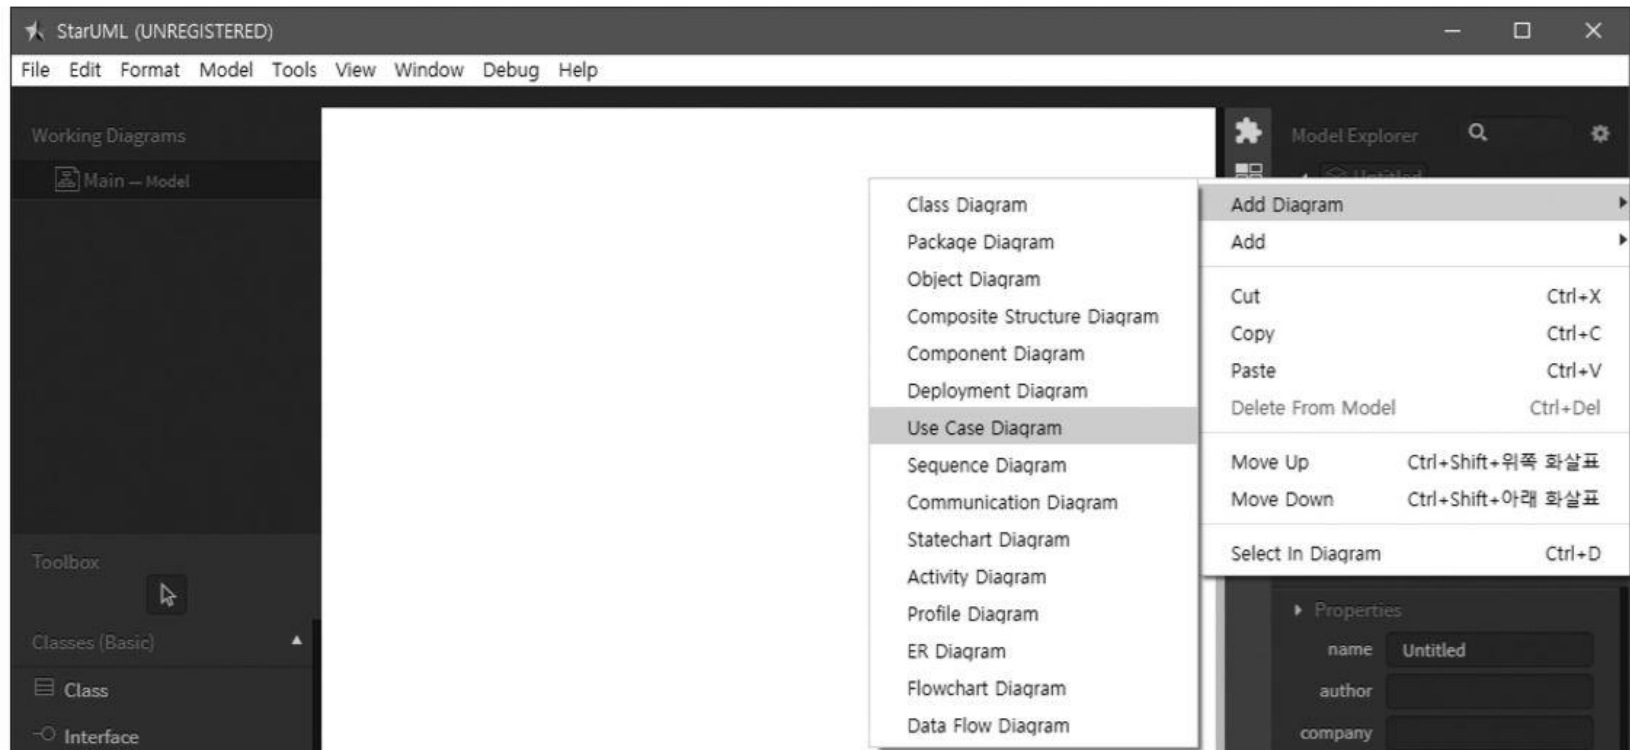 StarUML (UNREGISTERED)
File Edit Format Model Tools View Window Debug Help
Working Diagrams
Main — Model
Toolbox
Classes (Basic)
Class
Interface
Class Diagram
Package Diagram
Object Diagram
Composite Structure Diagram
Component Diagram
Deployment Diagram
Use Case Diagram
Sequence Diagram
Communication Diagram
Statechart Diagram
Activity Diagram
Profile Diagram
ER Diagram
Flowchart Diagram
Data Flow Diagram
Model Explorer
Untitled
Add Diagram
Add
Cut Ctrl+X
Copy Ctrl+C
Paste Ctrl+V
Delete From Model Ctrl+Del
Move Up Ctrl+Shift+위쪽 화살표
Move Down Ctrl+Shift+아래 화살표
Select In Diagram Ctrl+D
Properties
name Untitled
author
company